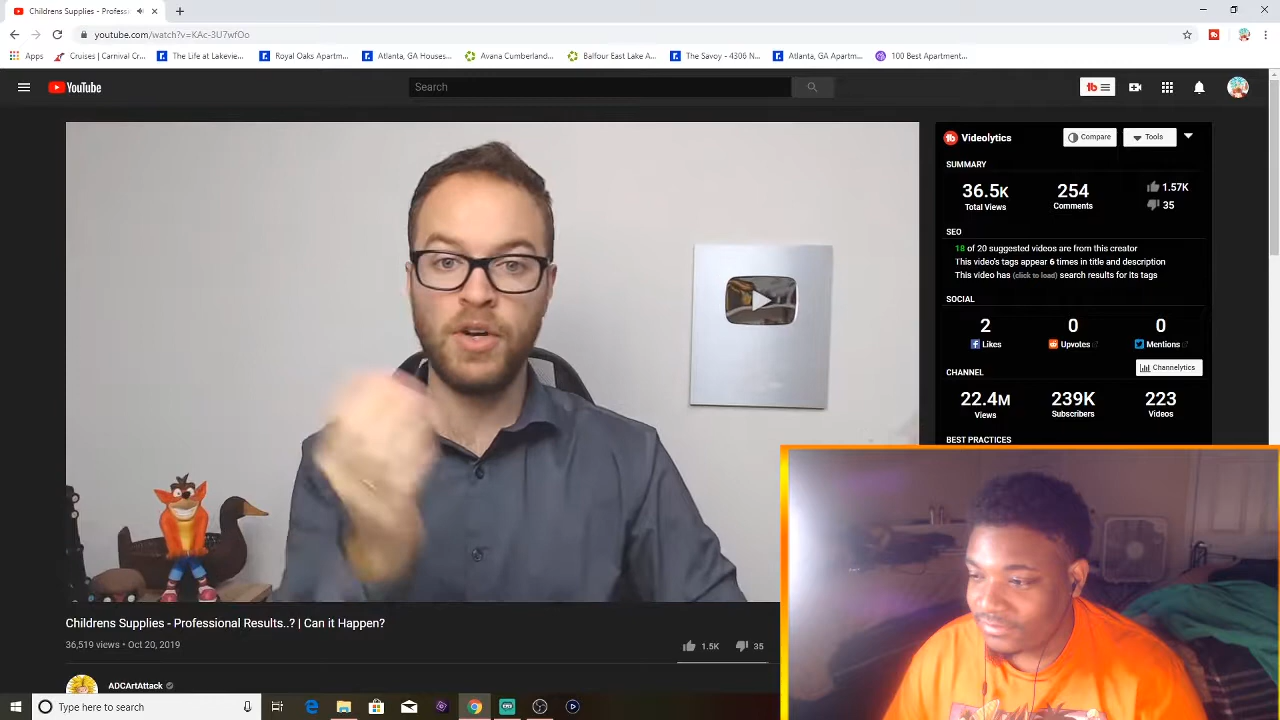 Childrens Supplies - Profess
youtube.com/watch?v=KAc-3U7wfOo
Apps
Cruises | Carnival Cr...
The Life at Lakevie...
Royal Oaks Apartm...
Atlanta, GA Houses...
Avana Cumberland...
Balfour East Lake A...
The Savoy - 4306 N...
Atlanta, GA Apartm...
100 Best Apartment...
YouTube
Search
Videolytics
Compare
Tools
SUMMARY
36.5K
254
1.57K
Total Views
Comments
35
SEO
18 of 20 suggested videos are from this creator
This video's tags appear 6 times in title and description
This video has (click to load) search results for its tags
SOCIAL
2
0
0
Likes
Upvotes
Mentions
CHANNEL
Channelytics
22.4M
239K
223
Views
Subscribers
Videos
BEST PRACTICES
Childrens Supplies - Professional Results..? | Can it Happen?
36,519 views • Oct 20, 2019
1.5K
35
ADCArtAttack
Type here to search